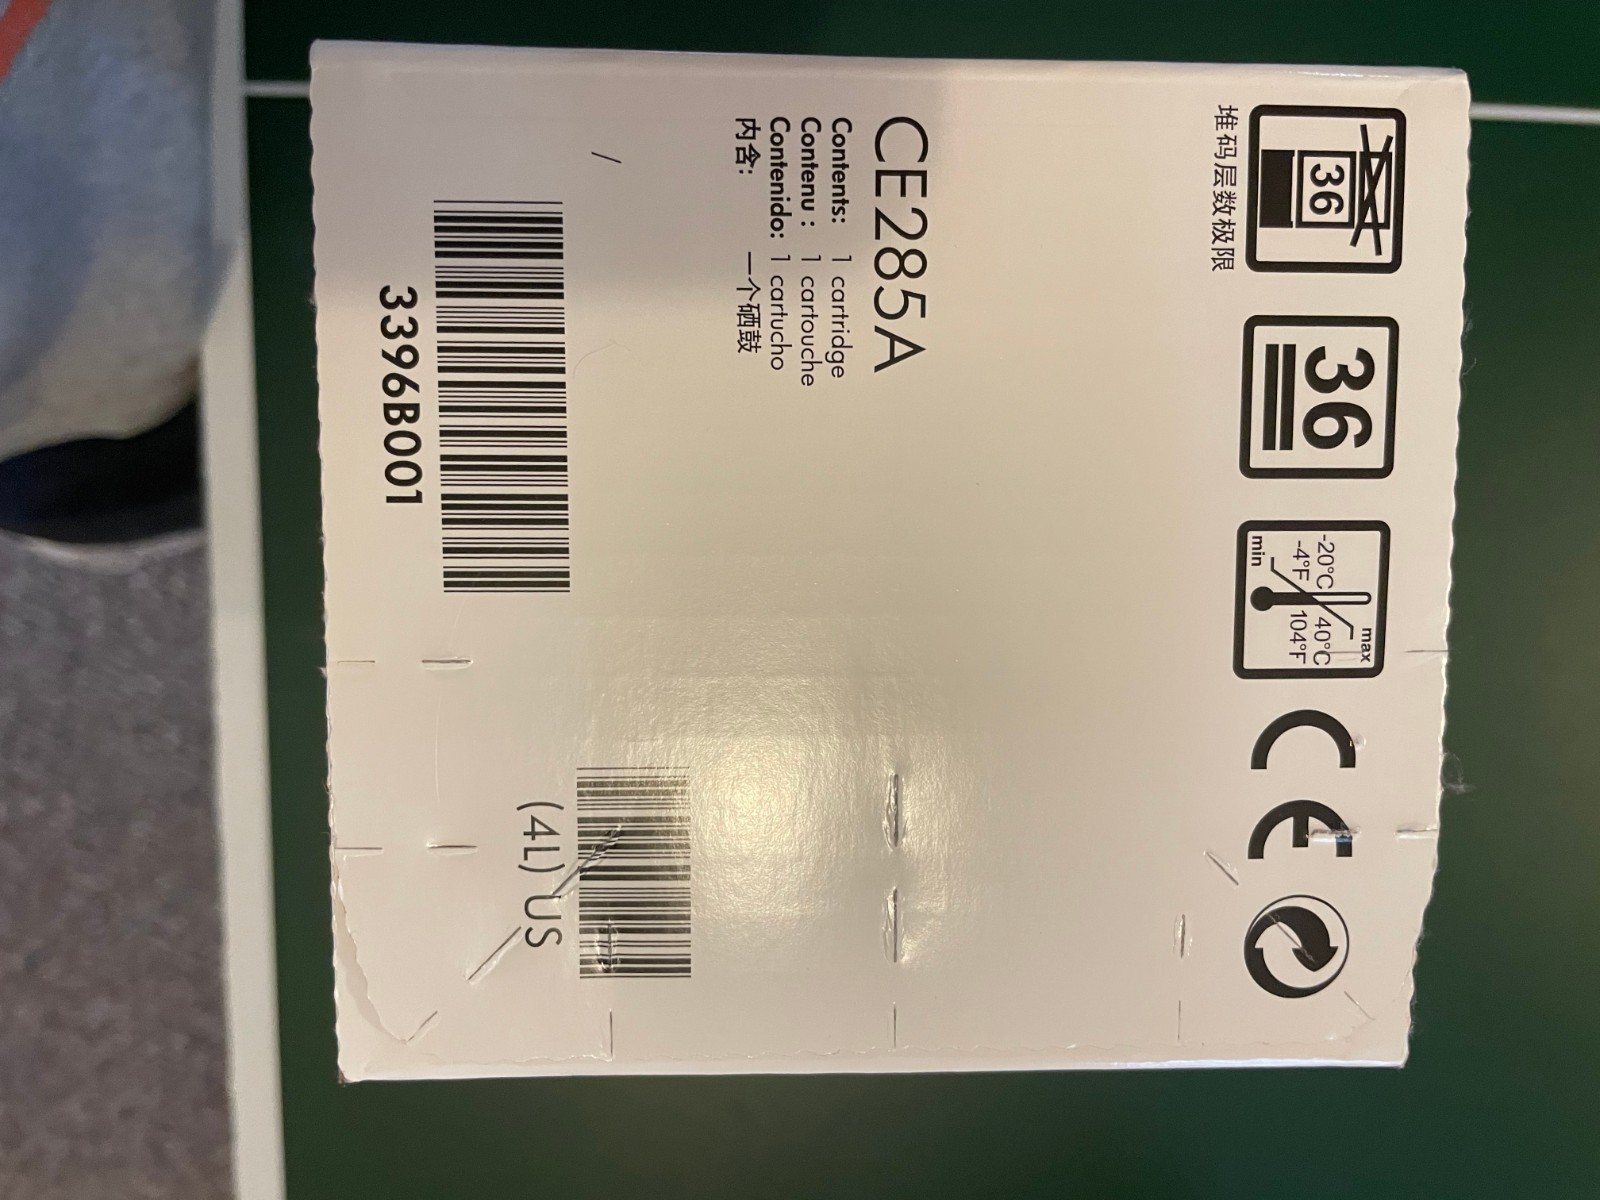 36
堆码层数极限
36
-20°C
-4°F
min
max
40°C
104°F
CE
CE285A
Contents: 1 cartridge
Contenu : 1 cartouche
Contenido: 1 cartucho
内含: 一个硒鼓
3396B001
(4L) US